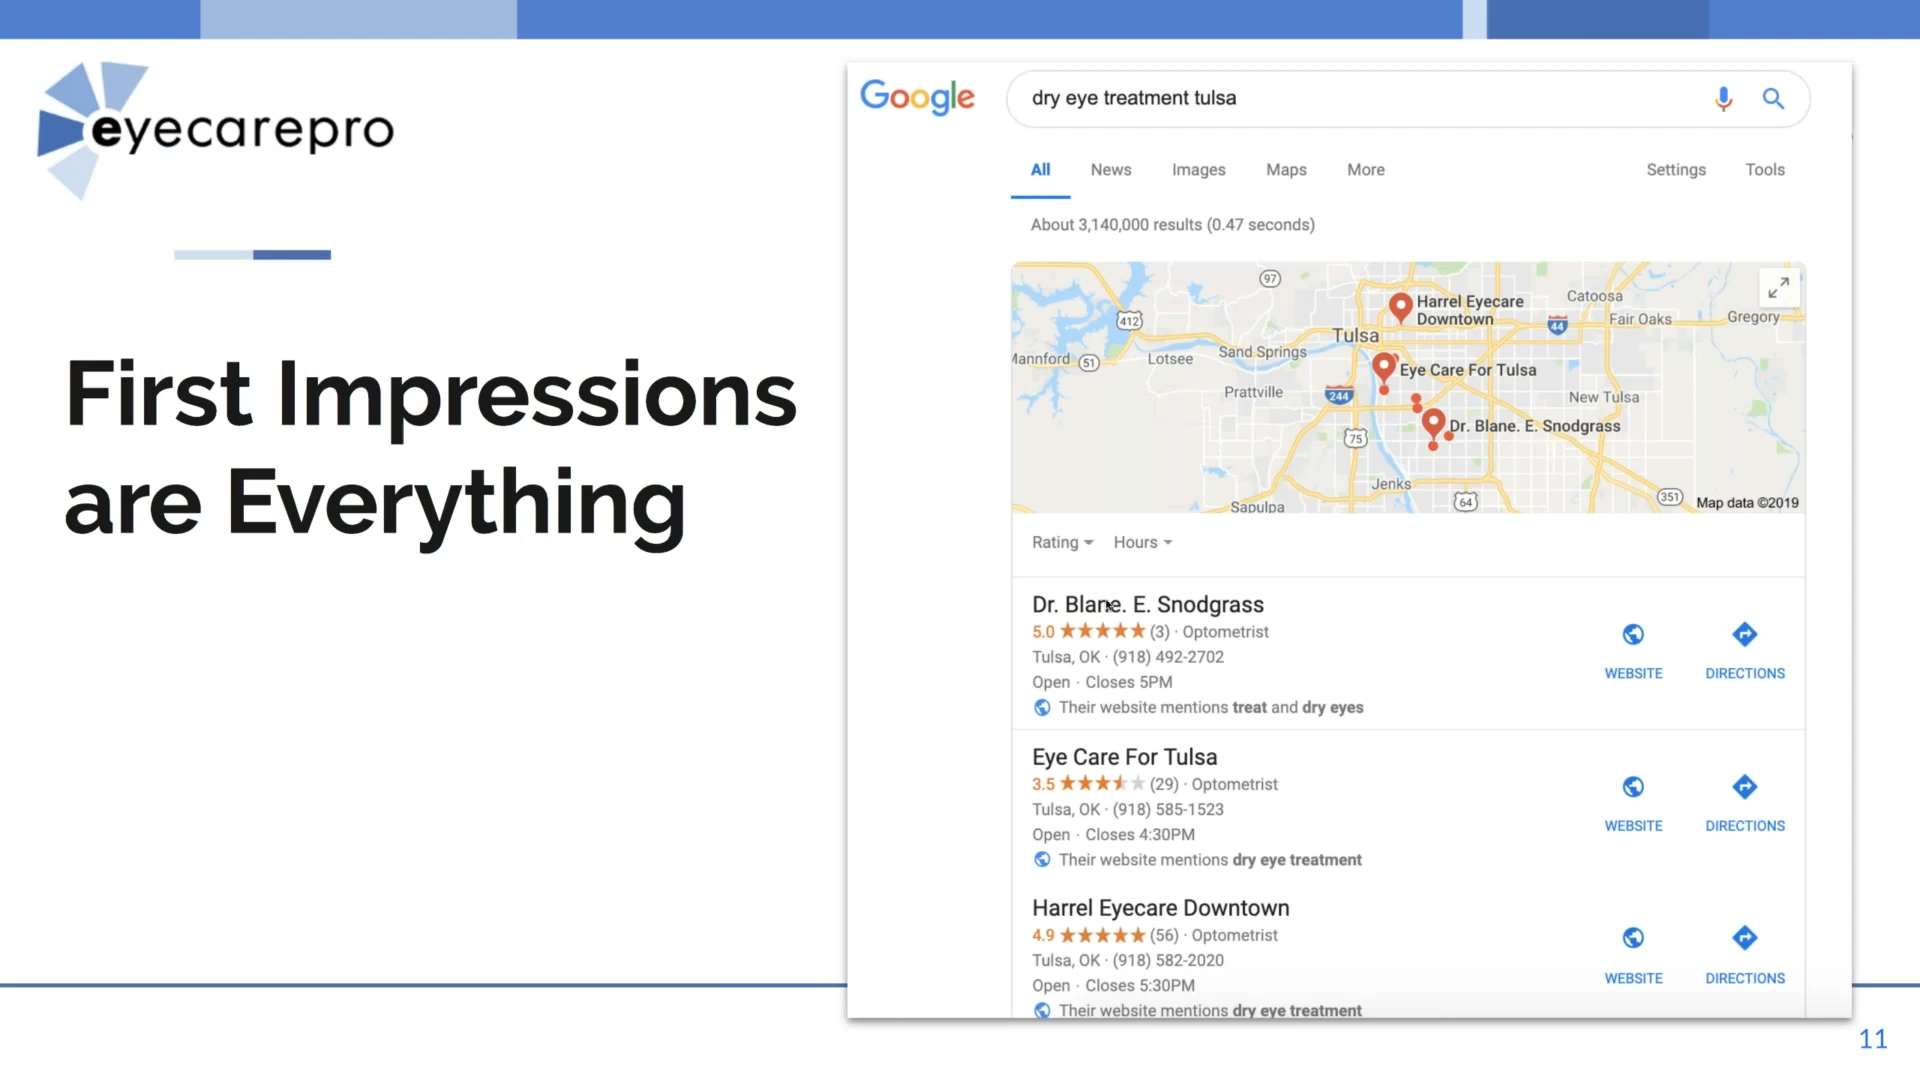 eyecarepro
First Impressions
are Everything
Google
dry eye treatment tulsa
All News Images Maps More Settings Tools
About 3,140,000 results (0.47 seconds)
97
Harrel Eyecare
Downtown
Catoosa
412
44
Fair Oaks
Gregory
Tulsa
Mannford
51
Lotsee
Sand Springs
Eye Care For Tulsa
Prattville
244
New Tulsa
75
Dr. Blane. E. Snodgrass
Jenks
64
351
Sapulpa
Map data ©2019
Rating Hours
Dr. Blane. E. Snodgrass
5.0 (3) · Optometrist
Tulsa, OK · (918) 492-2702
Open · Closes 5PM
Their website mentions treat and dry eyes
WEBSITE DIRECTIONS
Eye Care For Tulsa
3.5 (29) · Optometrist
Tulsa, OK · (918) 585-1523
Open · Closes 4:30PM
Their website mentions dry eye treatment
WEBSITE DIRECTIONS
Harrel Eyecare Downtown
4.9 (56) · Optometrist
Tulsa, OK · (918) 582-2020
Open · Closes 5:30PM
Their website mentions dry eye treatment
WEBSITE DIRECTIONS
11